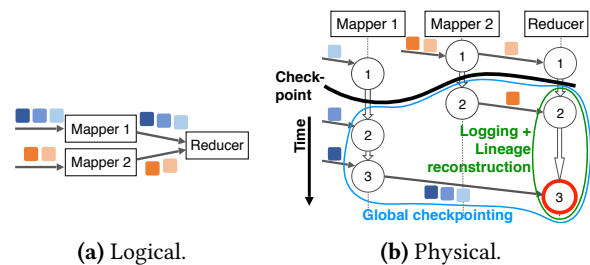 Mapper 1
Mapper 2
Reducer
(a) Logical.
Mapper 1
Mapper 2
Reducer
1
1
1
Check-
point
Time
2
2
2
3
3
Logging +
Lineage
reconstruction
Global checkpointing
(b) Physical.